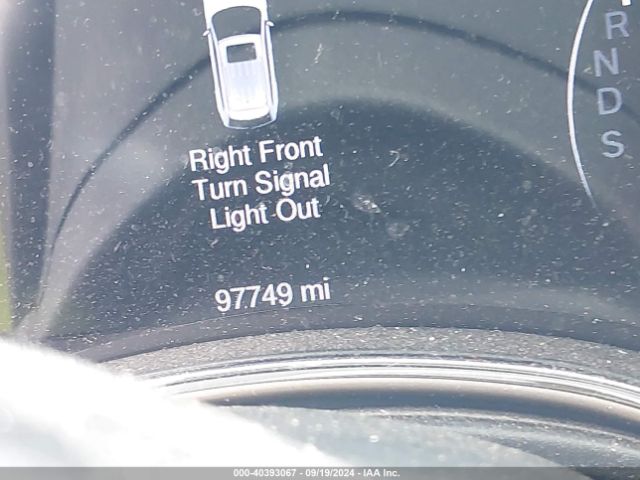 R
N
D
S
Right Front
Turn Signal
Light Out
97749 mi
000-40393067 - 09/19/2024 - IAA Inc.